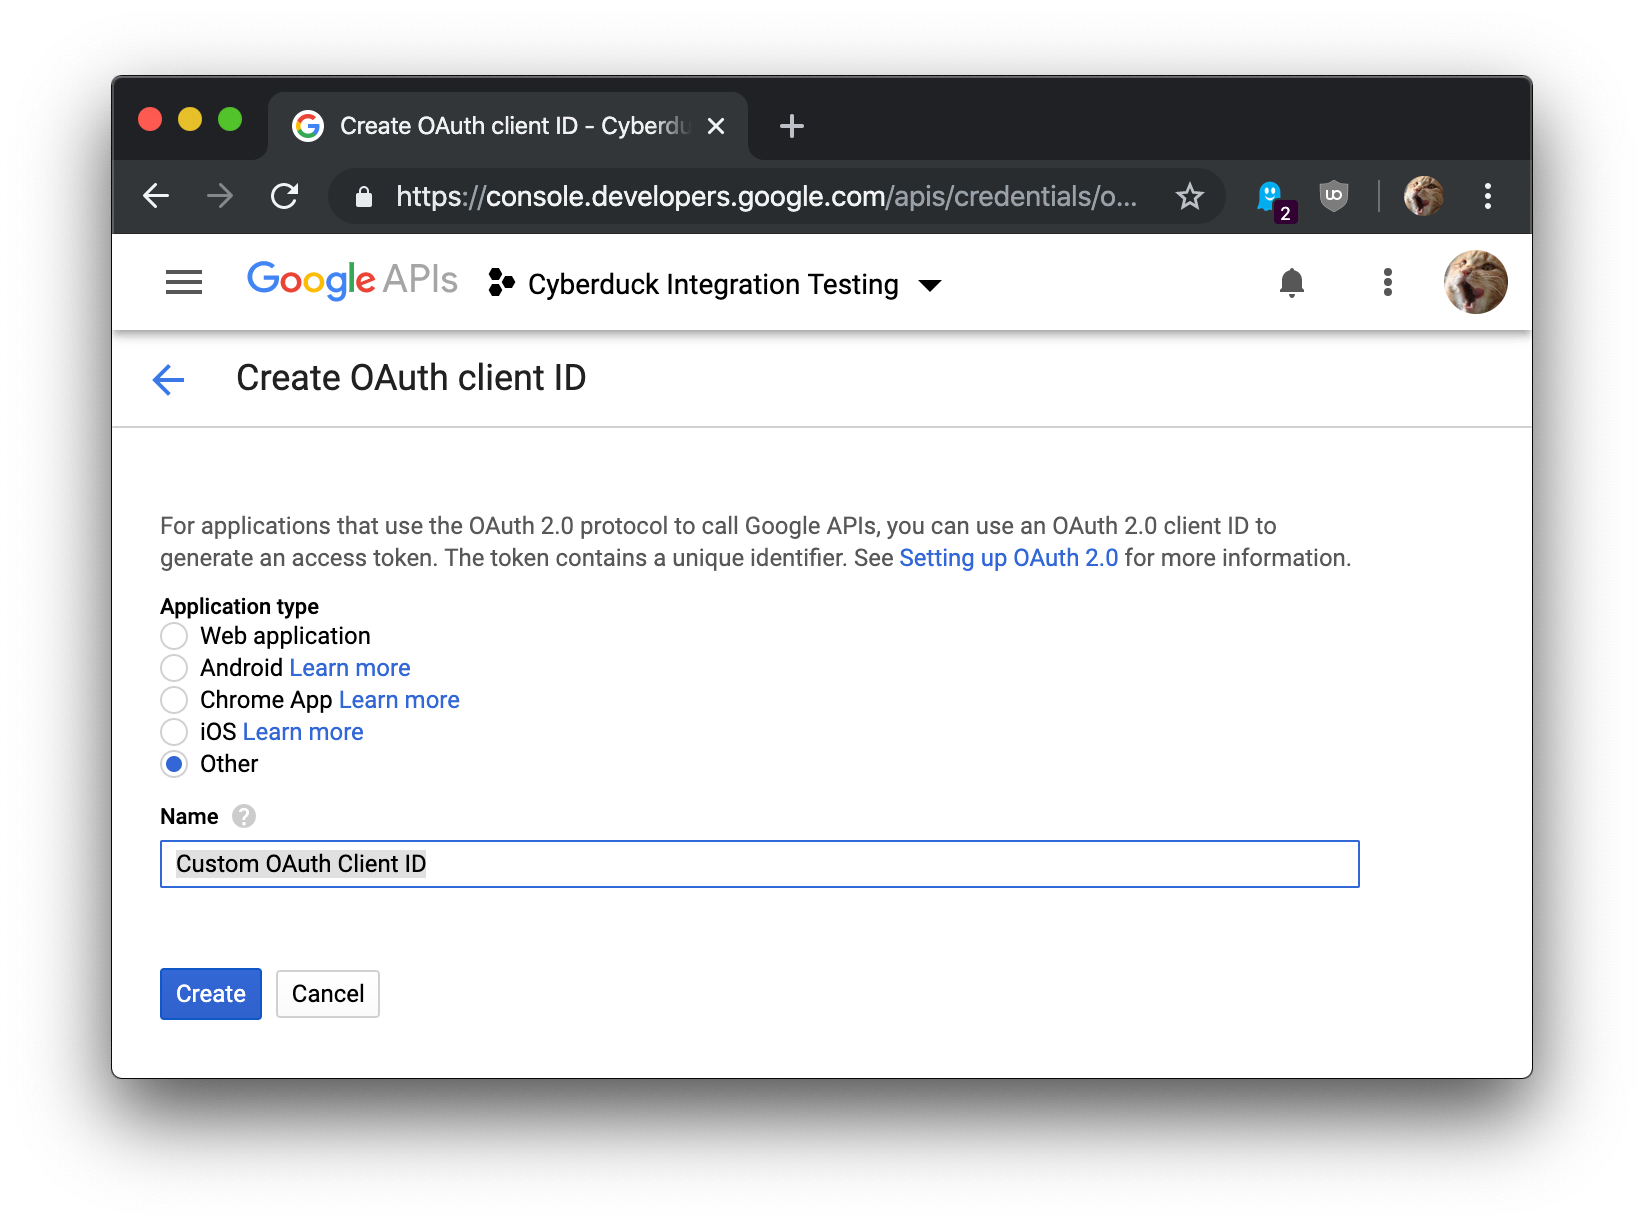 Create OAuth client ID - Cyberdu
https://console.developers.google.com/apis/credentials/o...
2
Google APIs
Cyberduck Integration Testing
Create OAuth client ID
For applications that use the OAuth 2.0 protocol to call Google APIs, you can use an OAuth 2.0 client ID to
generate an access token. The token contains a unique identifier. See Setting up OAuth 2.0 for more information.
Application type
Web application
Android Learn more
Chrome App Learn more
iOS Learn more
Other
Name ?
Custom OAuth Client ID
Create Cancel